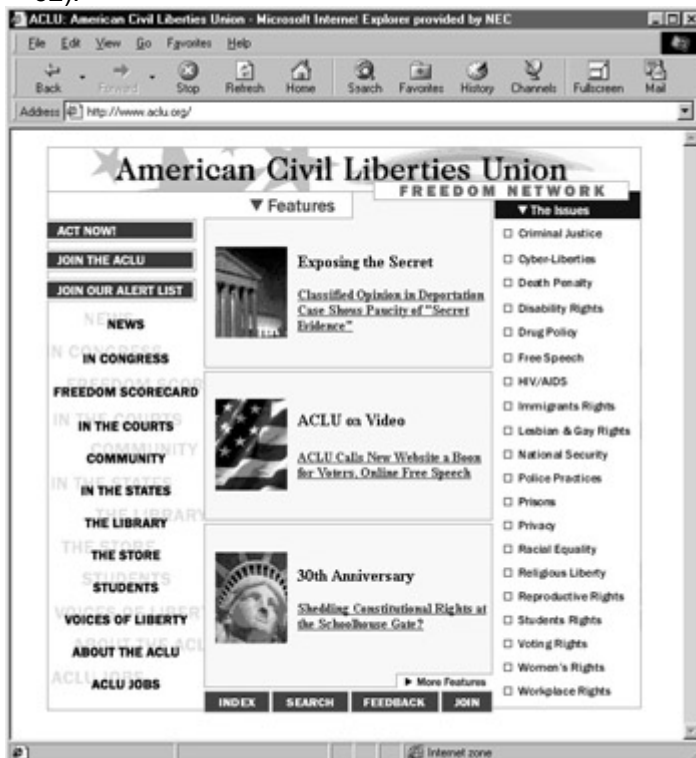 02).
ACLU: American Civil Liberties Union - Microsoft Internet Explorer provided by NEC
File Edit View Go Favorites Help
Back Forward Stop Refresh Home Search Favorites History Channels Fullscreen Mail
Address http://www.aclu.org/
American Civil Liberties Union
FREEDOM NETWORK
▼ Features
▼ The Issues
ACT NOW!
JOIN THE ACLU
JOIN OUR ALERT LIST
NEWS
IN CONGRESS
FREEDOM SCORECARD
IN THE COURTS
COMMUNITY
IN THE STATES
THE LIBRARY
THE STORE
STUDENTS
VOICES OF LIBERTY
ABOUT THE ACLU
ACLU JOBS
Exposing the Secret
Classified Opinion in Deportation
Case Shows Paucity of "Secret
Evidence"
ACLU on Video
ACLU Calls New Website a Boon
for Voters, Online Free Speech
30th Anniversary
Shedding Constitutional Rights at
the Schoolhouse Gate?
▶ More Features
INDEX SEARCH FEEDBACK JOIN
Criminal Justice
Cyber-Liberties
Death Penalty
Disability Rights
Drug Policy
Free Speech
HIV/AIDS
Immigrants Rights
Lesbian & Gay Rights
National Security
Police Practices
Prisons
Privacy
Racial Equality
Religious Liberty
Reproductive Rights
Students Rights
Voting Rights
Women's Rights
Workplace Rights
Internet zone